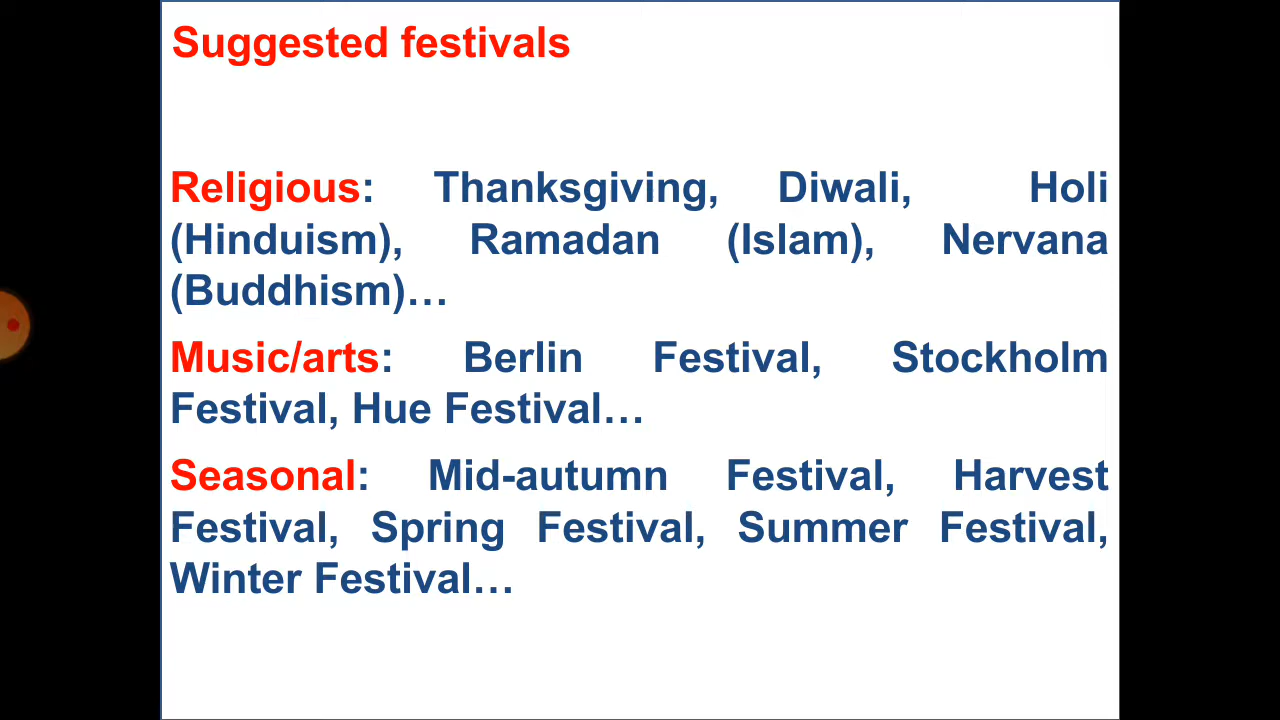 Suggested festivals
Religious: Thanksgiving, Diwali, Holi
(Hinduism), Ramadan (Islam), Nervana
(Buddhism)…
Music/arts: Berlin Festival, Stockholm
Festival, Hue Festival…
Seasonal: Mid-autumn Festival, Harvest
Festival, Spring Festival, Summer Festival,
Winter Festival…